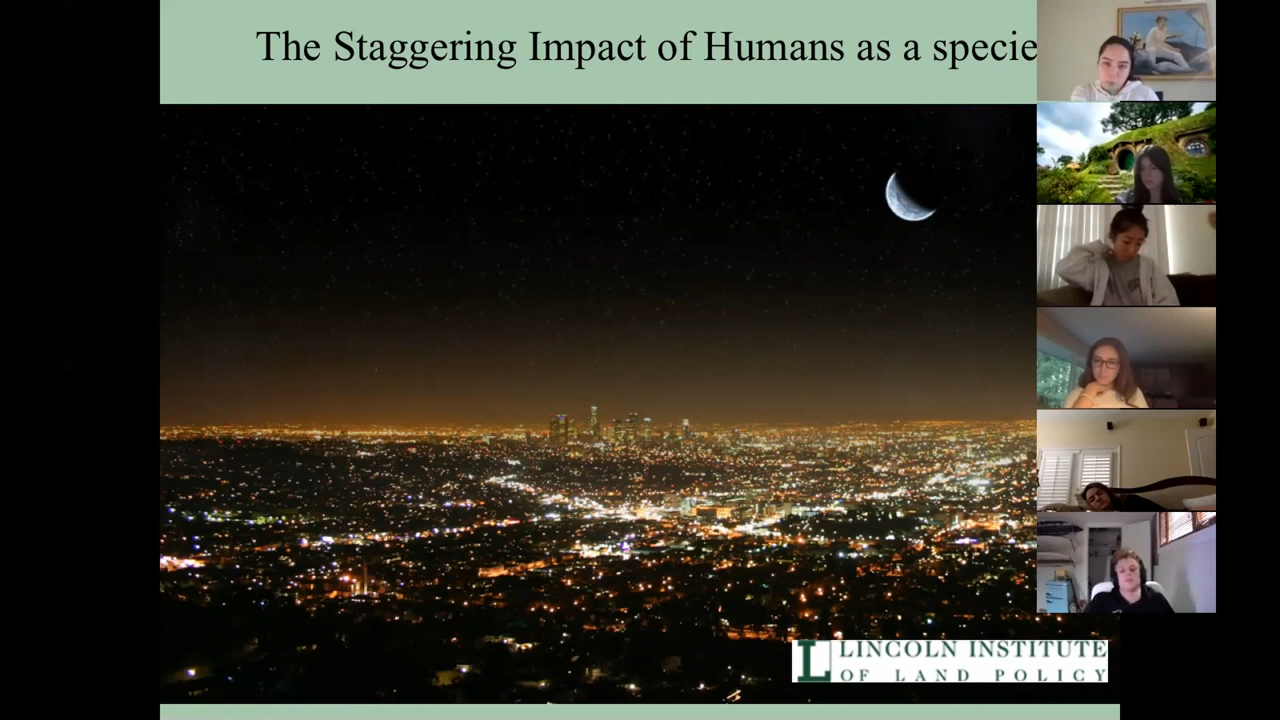 The Staggering Impact of Humans as a specie
LINCOLN INSTITUTE
OF LAND POLICY